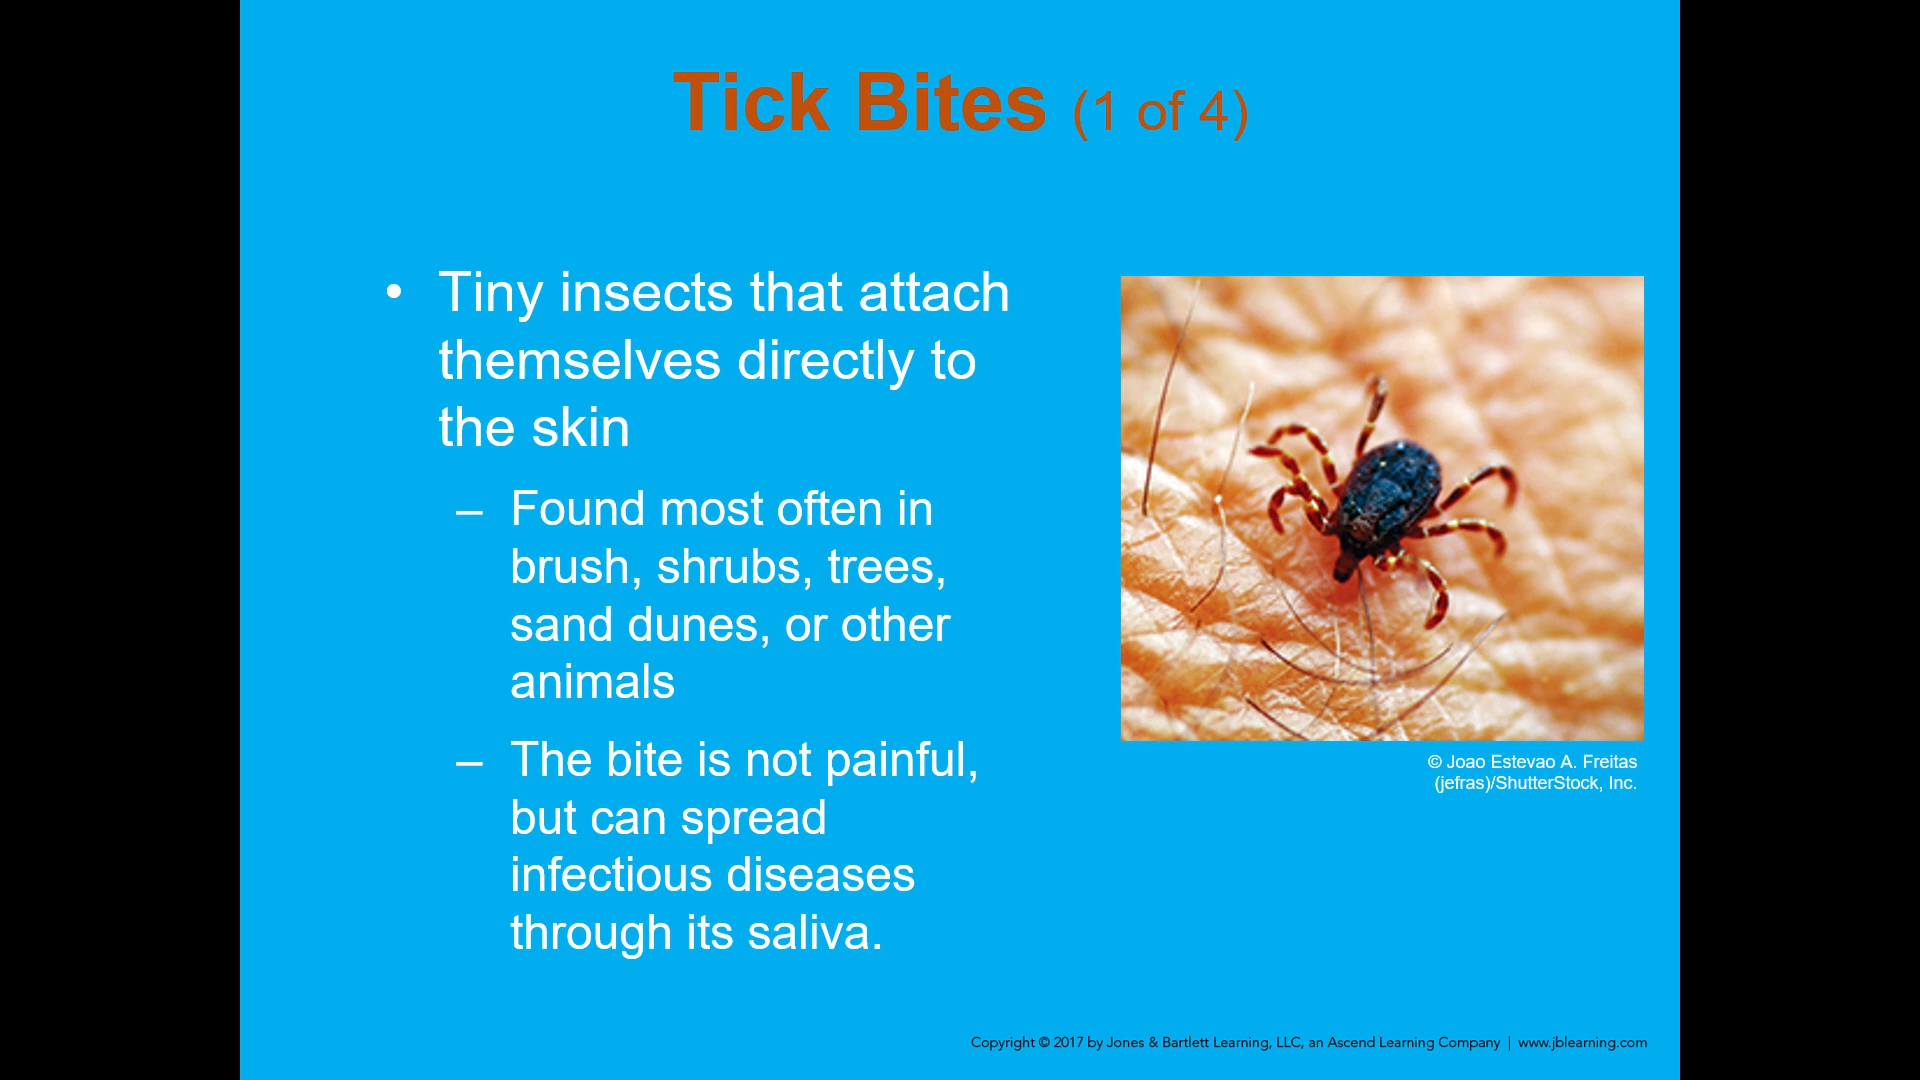 Tick Bites (1 of 4)
• Tiny insects that attach
themselves directly to
the skin
– Found most often in
brush, shrubs, trees,
sand dunes, or other
animals
– The bite is not painful,
but can spread
infectious diseases
through its saliva.
© Joao Estevao A. Freitas
(jefras)/ShutterStock, Inc.
Copyright © 2017 by Jones & Bartlett Learning, LLC, an Ascend Learning Company | www.jblearning.com